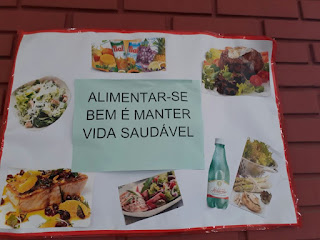 ALIMENTAR-SE
BEM É MANTER
VIDA SAUDÁVEL